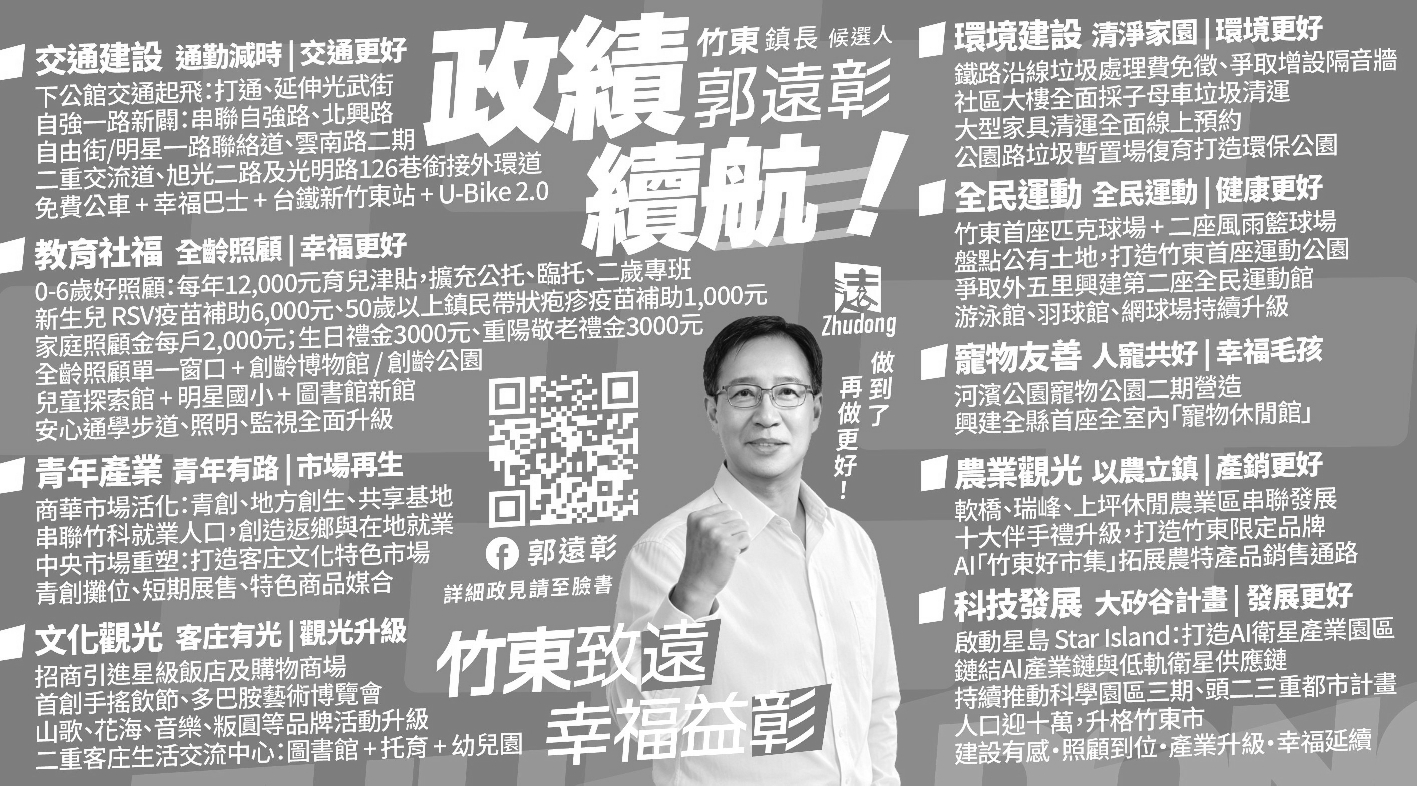 交通建設 通勤減時|交通更好
下公館交通起飛：打通、延伸光武街
自強一路新闢：串聯自強路、北興路
自由街/明星一路聯絡道、雲南路二期
二重交流道、旭光二路及光明路126巷銜接外環道
免費公車 + 幸福巴士 + 台鐵新竹東站 + U-Bike 2.0
教育社福 全齡照顧|幸福更好
0-6歲好照顧：每年12,000元育兒津貼，擴充公托、臨托、二歲專班
新生兒 RSV疫苗補助6,000元、50歲以上鎮民帶狀疱疹疫苗補助1,000元
家庭照顧金每戶2,000元；生日禮金3000元、重陽敬老禮金3000元
全齡照顧單一窗口 + 創齡博物館 / 創齡公園
兒童探索館 + 明星國小 + 圖書館新館
安心通學步道、照明、監視全面升級
青年產業 青年有路|市場再生
商華市場活化：青創、地方創生、共享基地
串聯竹科就業人口，創造返鄉與在地就業
中央市場重塑：打造客庄文化特色市場
青創攤位、短期展售、特色商品媒合
文化觀光 客庄有光|觀光升級
招商引進星級飯店及購物商場
首創手搖飲節、多巴胺藝術博覽會
山歌、花海、音樂、粄圓等品牌活動升級
二重客庄生活交流中心：圖書館 + 托育 + 幼兒園
政績
續航！
竹東鎮長 候選人
郭遠彰
Zhudong
做到了
再做更好！
郭遠彰
詳細政見請至臉書
竹東致遠
幸福益彰
環境建設 清淨家園|環境更好
鐵路沿線垃圾處理費免徵、爭取增設隔音牆
社區大樓全面採子母車垃圾清運
大型家具清運全面線上預約
公園路垃圾暫置場復育打造環保公園
全民運動 全民運動|健康更好
竹東首座匹克球場 + 二座風雨籃球場
盤點公有土地，打造竹東首座運動公園
爭取外五里興建第二座全民運動館
游泳館、羽球館、網球場持續升級
寵物友善 人寵共好|幸福毛孩
河濱公園寵物公園二期營造
興建全縣首座全室內「寵物休閒館」
農業觀光 以農立鎮|產銷更好
軟橋、瑞峰、上坪休閒農業區串聯發展
十大伴手禮升級，打造竹東限定品牌
AI「竹東好市集」拓展農特產品銷售通路
科技發展 大矽谷計畫|發展更好
啟動星島 Star Island：打造AI衛星產業園區
鏈結AI產業鏈與低軌衛星供應鏈
持續推動科學園區三期、頭二三重都市計畫
人口迎十萬，升格竹東市
建設有感・照顧到位・產業升級・幸福延續